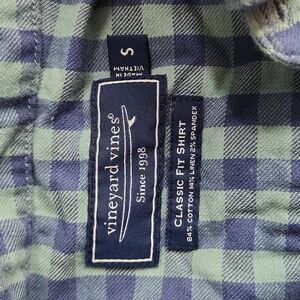 S
MADE IN
VIETNAM
vineyard vines®
Since 1998
CLASSIC FIT SHIRT
84% COTTON 14% LINEN 2% SPANDEX